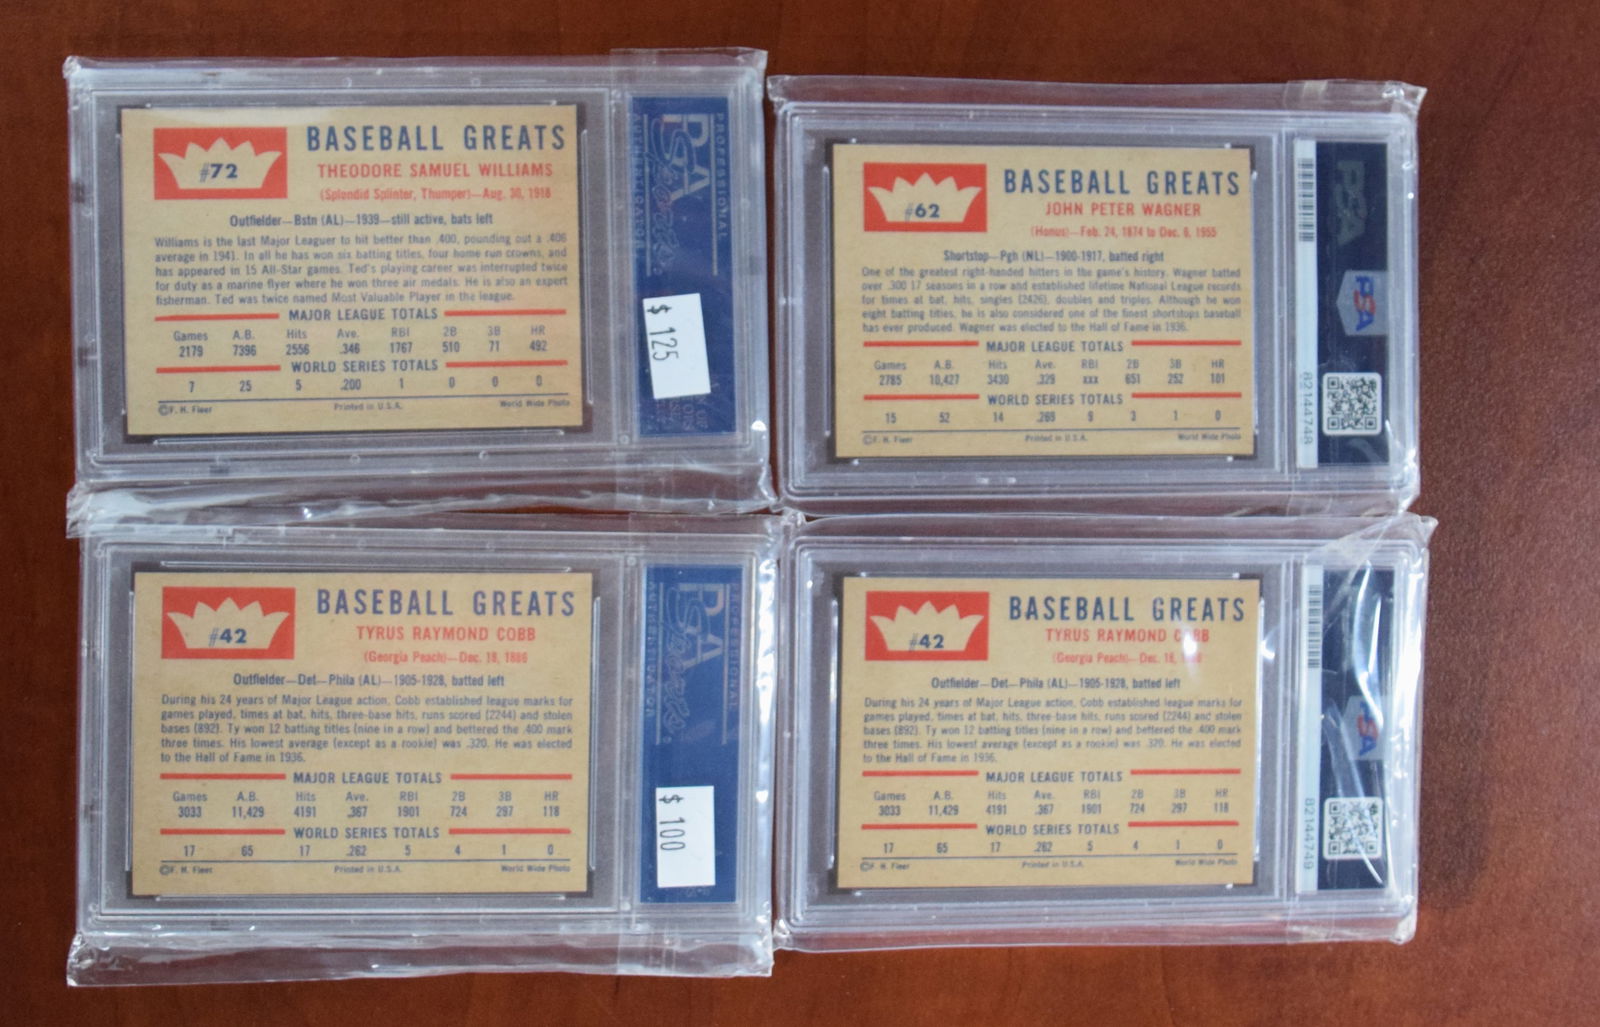 #72
BASEBALL GREATS
THEODORE SAMUEL WILLIAMS
(Splendid Splinter, Thumper)—Aug. 30, 1918
Outfielder—Bstn (AL)—1939—still active, bats left
Williams is the last Major Leaguer to hit better than .400, pounding out a .406
average in 1941. In all he has won six batting titles, four home run crowns, and
has appeared in 15 All-Star games. Ted's playing career was interrupted twice
for duty as a marine flyer where he won three air medals. He is also an expert
fisherman. Ted was twice named Most Valuable Player in the league.
MAJOR LEAGUE TOTALS
Games A.B. Hits Ave. RBI 2B 3B HR
2179 7396 2556 .346 1767 510 71 492
WORLD SERIES TOTALS
7 25 5 .200 1 0 0 0
©F. H. Fleer Printed in U.S.A. World Wide Photo
PROFESSIONAL
PSA
Sports
AUTHENTICATOR
$ 125
#62
BASEBALL GREATS
JOHN PETER WAGNER
(Honus)—Feb. 24, 1874 to Dec. 6, 1955
Shortstop—Pgh (NL)—1900-1917, batted right
One of the greatest right-handed hitters in the game's history. Wagner batted
over .300 17 seasons in a row and established lifetime National League records
for times at bat, hits, singles (2426), doubles and triples. Although he won
eight batting titles, he is also considered one of the finest shortstops baseball
has ever produced. Wagner was elected to the Hall of Fame in 1936.
MAJOR LEAGUE TOTALS
Games A.B. Hits Ave. RBI 2B 3B HR
2785 10,427 3430 .329 xxx 651 252 101
WORLD SERIES TOTALS
15 52 14 .269 9 3 1 0
©F. H. Fleer Printed in U.S.A. World Wide Photo
PSA
PSA
82144748
#42
BASEBALL GREATS
TYRUS RAYMOND COBB
(Georgia Peach)—Dec. 18, 1886
Outfielder—Det—Phila (AL)—1905-1928, batted left
During his 24 years of Major League action, Cobb established league marks for
games played, times at bat, hits, three-base hits, runs scored (2244) and stolen
bases (892). Ty won 12 batting titles (nine in a row) and bettered the .400 mark
three times. His lowest average (except as a rookie) was .320. He was elected
to the Hall of Fame in 1936.
MAJOR LEAGUE TOTALS
Games A.B. Hits Ave. RBI 2B 3B HR
3033 11,429 4191 .367 1901 724 297 118
WORLD SERIES TOTALS
17 65 17 .262 5 4 1 0
©F. H. Fleer Printed in U.S.A. World Wide Photo
PROFESSIONAL
PSA
Sports
AUTHENTICATOR
$ 100
#42
BASEBALL GREATS
TYRUS RAYMOND
(Georgia Peach)—Dec. 18,
Outfielder—Det—Phila (AL)—1905-1928, batted left
During his 24 years of Major League action, Cobb established league marks for
games played, times at bat, hits, three-base hits, runs scored (2244) and stolen
bases (892). Ty won 12 batting titles (nine in a row) and bettered the .400 mark
three times. His lowest average (except as a rookie) was .320. He was elected
to the Hall of Fame in 1936.
MAJOR LEAGUE TOTALS
Games A.B. Hits Ave. RBI 2B 3B HR
3033 11,429 4191 .367 1901 724 297 118
WORLD SERIES TOTALS
17 65 17 .262 5 4 1 0
©F. H. Fleer Printed in U.S.A. World Wide Photo
PSA
82144749